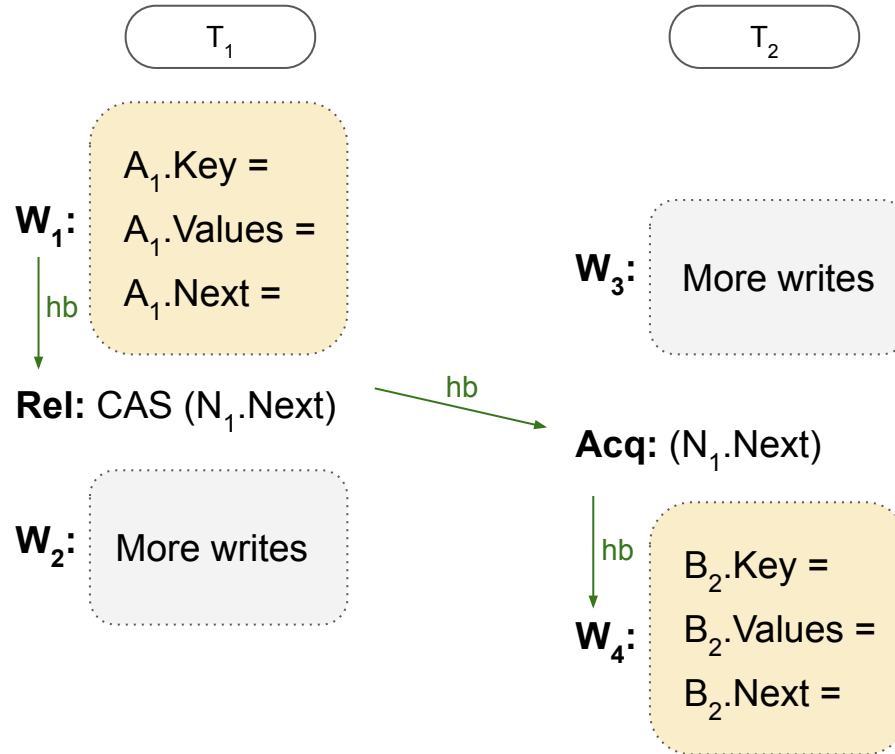 T₁
W₁:
A₁.Key =
A₁.Values =
A₁.Next =
hb
Rel: CAS (N₁.Next)
W₂:
More writes
hb
T₂
W₃:
More writes
Acq: (N₁.Next)
hb
W₄:
B₂.Key =
B₂.Values =
B₂.Next =